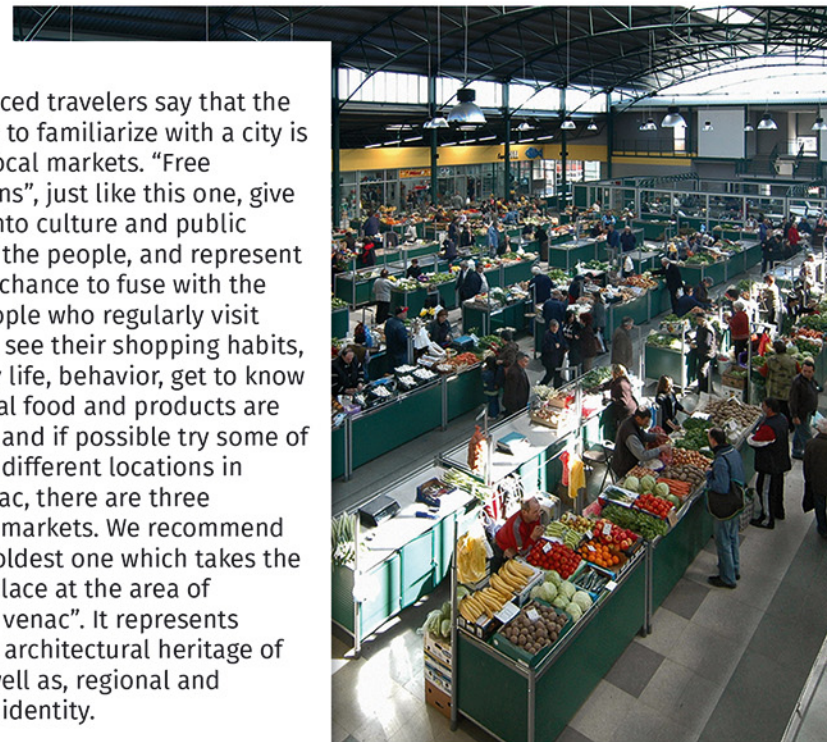 ced travelers say that the
to familiarize with a city is
ocal markets. “Free
ns”, just like this one, give
nto culture and public
the people, and represent
chance to fuse with the
ople who regularly visit
see their shopping habits,
y life, behavior, get to know
al food and products are
and if possible try some of
different locations in
ac, there are three
markets. We recommend
oldest one which takes the
lace at the area of
venac”. It represents
architectural heritage of
vell as, regional and
identity.